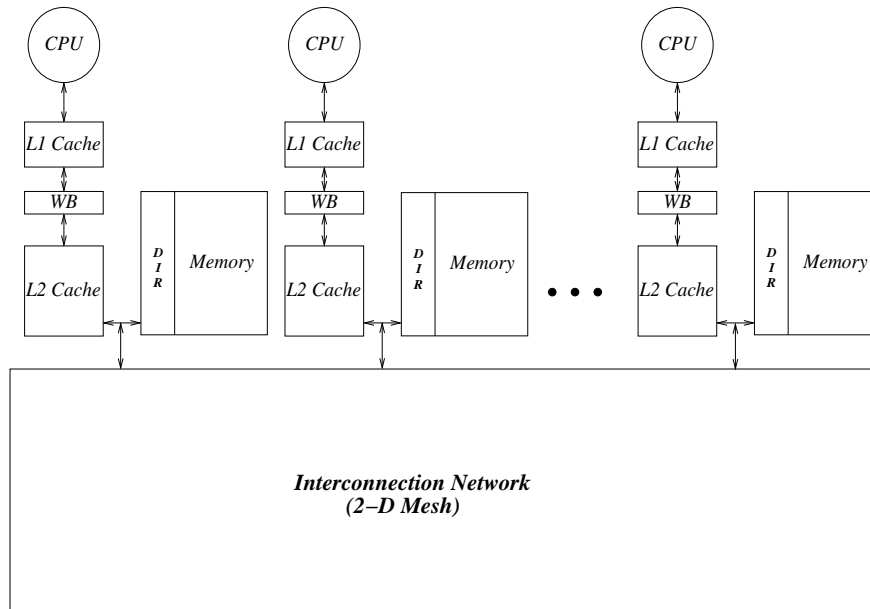 CPU
CPU
CPU
L1 Cache
L1 Cache
L1 Cache
WB
WB
WB
D
I
R
Memory
D
I
R
Memory
D
I
R
Memory
L2 Cache
L2 Cache
L2 Cache
Interconnection Network
(2–D Mesh)